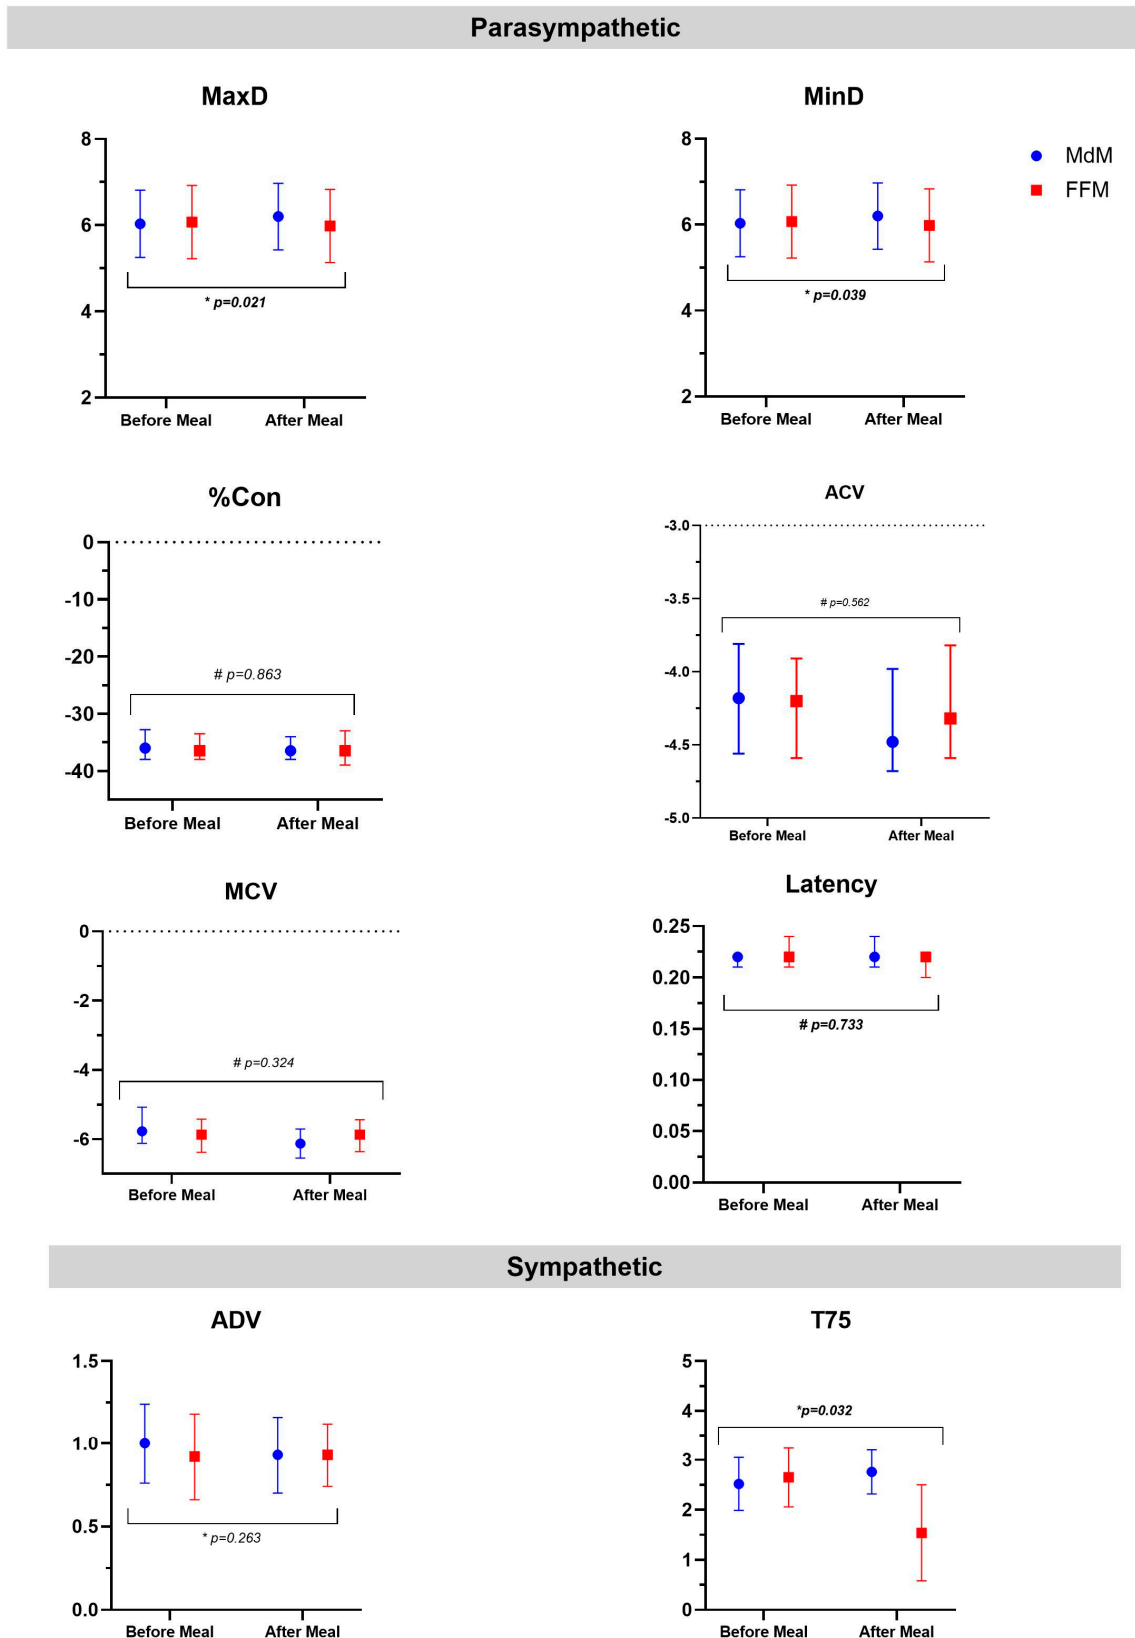 Parasympathetic
MaxD
8
6
4
2
* p=0.021
Before Meal
After Meal
MinD
8
6
4
2
* p=0.039
Before Meal
After Meal
MdM
FFM
%Con
0
-10
-20
-30
-40
# p=0.863
Before Meal
After Meal
ACV
-3.0
-3.5
-4.0
-4.5
-5.0
# p=0.562
Before Meal
After Meal
MCV
0
-2
-4
-6
# p=0.324
Before Meal
After Meal
Latency
0.25
0.20
0.15
0.10
0.05
0.00
# p=0.733
Before Meal
After Meal
Sympathetic
ADV
1.5
1.0
0.5
0.0
* p=0.263
Before Meal
After Meal
T75
5
4
3
2
1
0
*p=0.032
Before Meal
After Meal